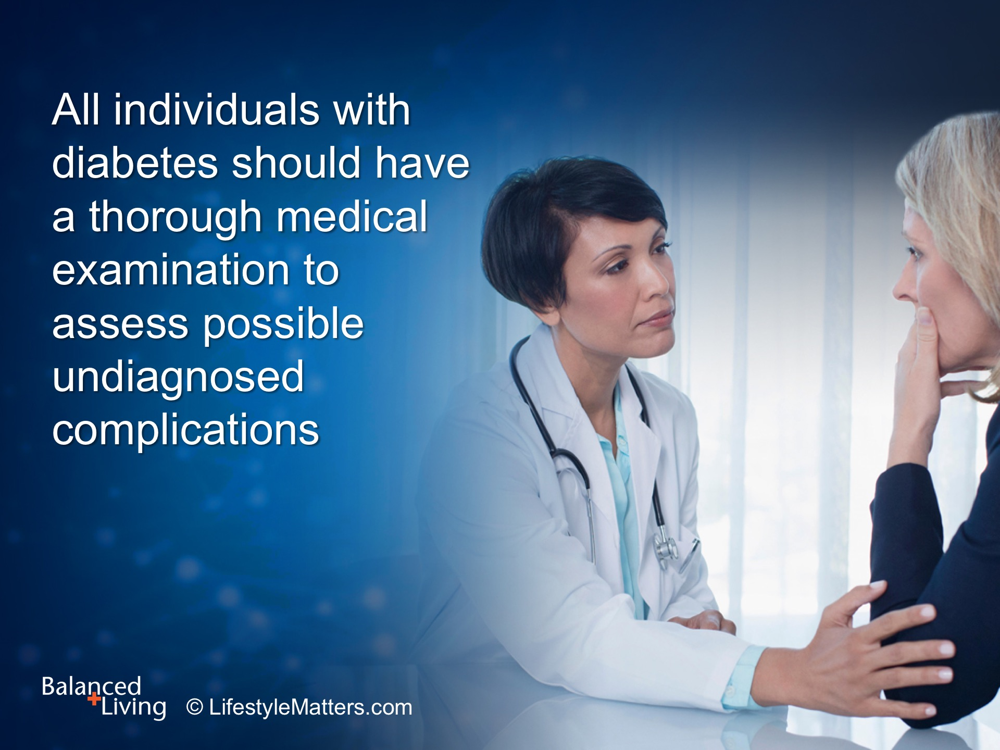 All individuals with
diabetes should have
a thorough medical
examination to
assess possible
undiagnosed
complications
Balanced
Living
© LifestyleMatters.com